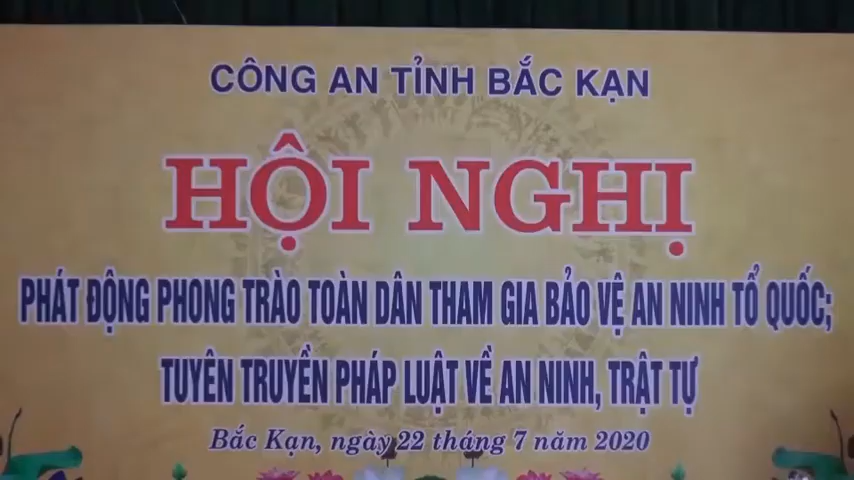 CÔNG AN TỈNH BẮC KẠN
HỘI NGHỊ
PHÁT ĐỘNG PHONG TRÀO TOÀN DÂN THAM GIA BẢO VỆ AN NINH TỔ QUỐC;
TUYÊN TRUYỀN PHÁP LUẬT VỀ AN NINH, TRẬT TỰ
Bắc Kạn, ngày 22 tháng 7 năm 2020